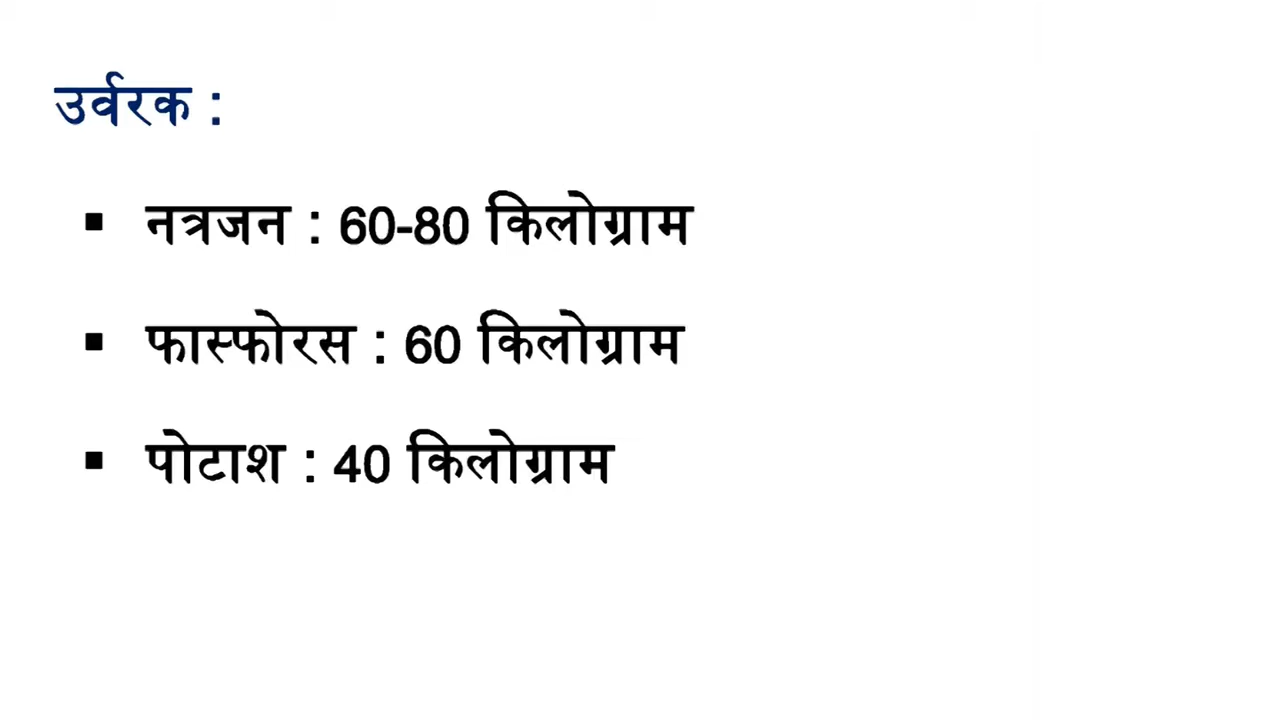 उर्वरक :
▪ नत्रजन : 60-80 किलोग्राम
▪ फास्फोरस : 60 किलोग्राम
▪ पोटाश : 40 किलोग्राम